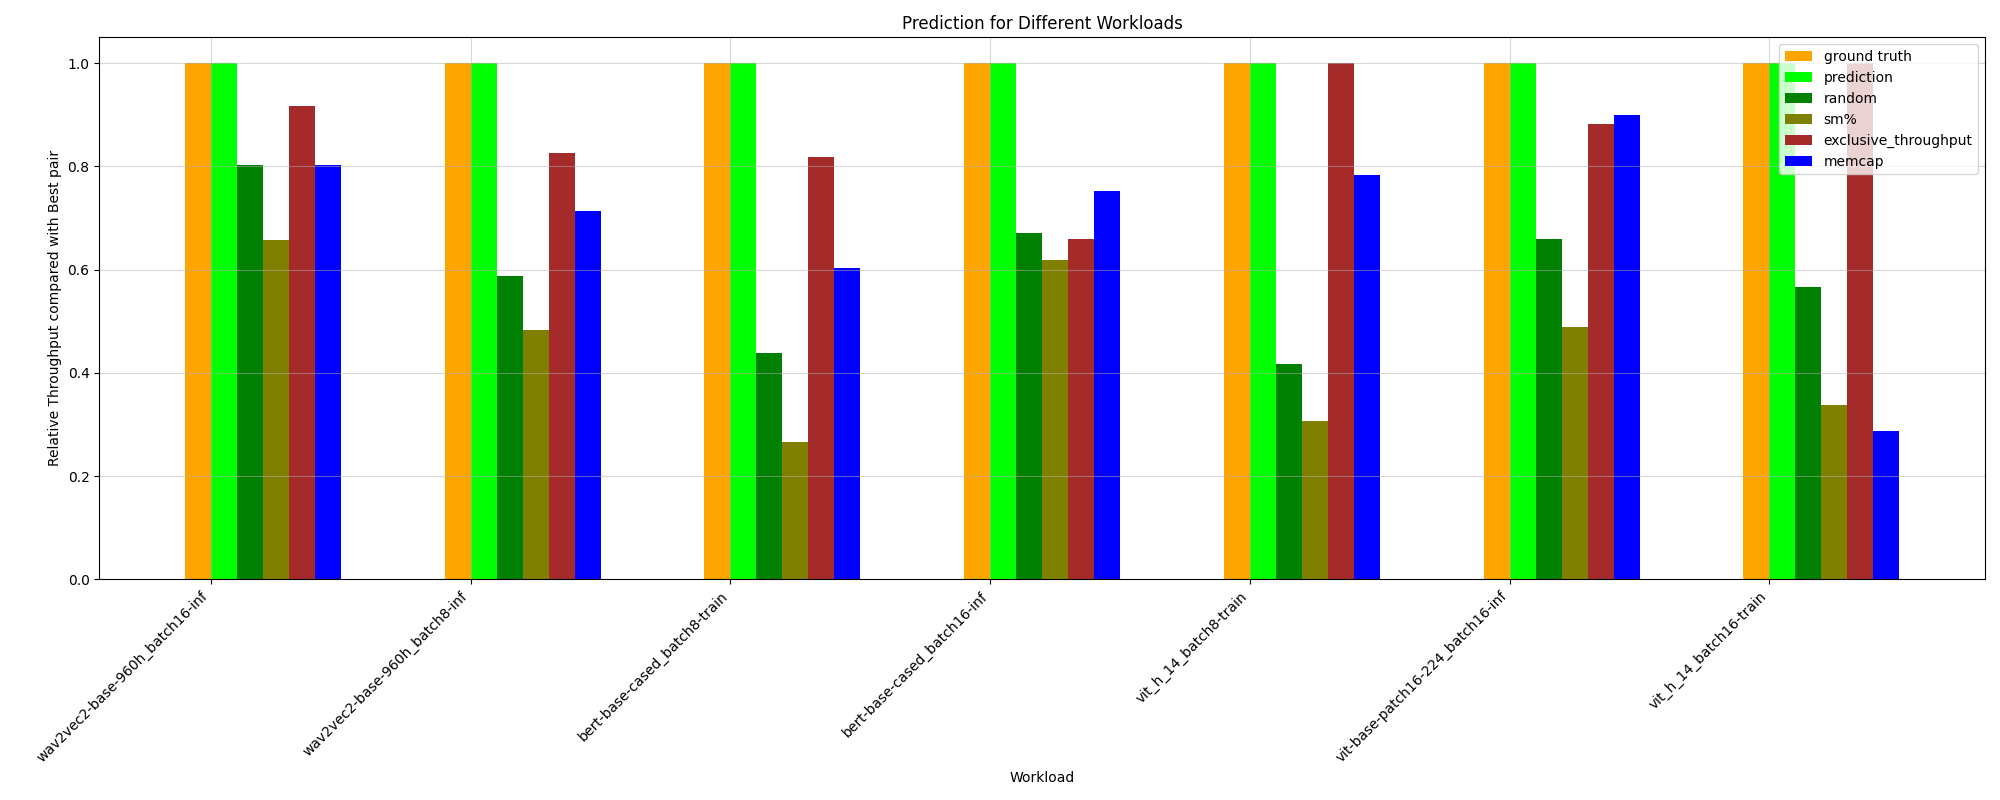 Prediction for Different Workloads
Relative Throughput compared with Best pair
1.0
0.8
0.6
0.4
0.2
0.0
ground truth
prediction
random
sm%
exclusive_throughput
memcap
wav2vec2-base-960h_batch16-inf
wav2vec2-base-960h_batch8-inf
bert-base-cased_batch8-train
bert-base-cased_batch16-inf
vit_h_14_batch8-train
vit-base-patch16-224_batch16-inf
vit_h_14_batch16-train
Workload